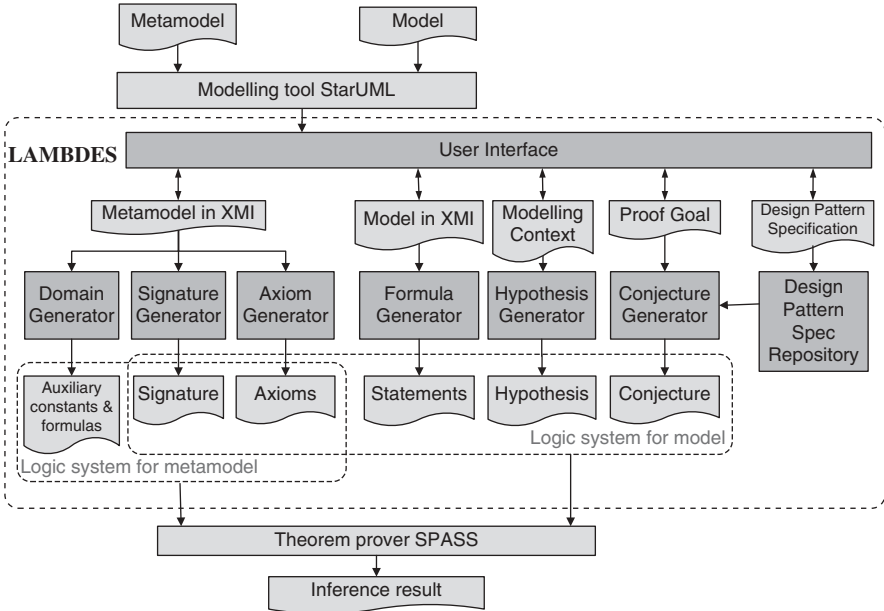 Metamodel
Model
Modelling tool StarUML
LAMBDES
User Interface
Metamodel in XMI
Model in XMI
Modelling
Context
Proof Goal
Design Pattern
Specification
Domain
Generator
Signature
Generator
Axiom
Generator
Formula
Generator
Hypothesis
Generator
Conjecture
Generator
Design
Pattern
Spec
Repository
Auxiliary
constants &
formulas
Signature
Axioms
Statements
Hypothesis
Conjecture
Logic system for model
Logic system for metamodel
Theorem prover SPASS
Inference result